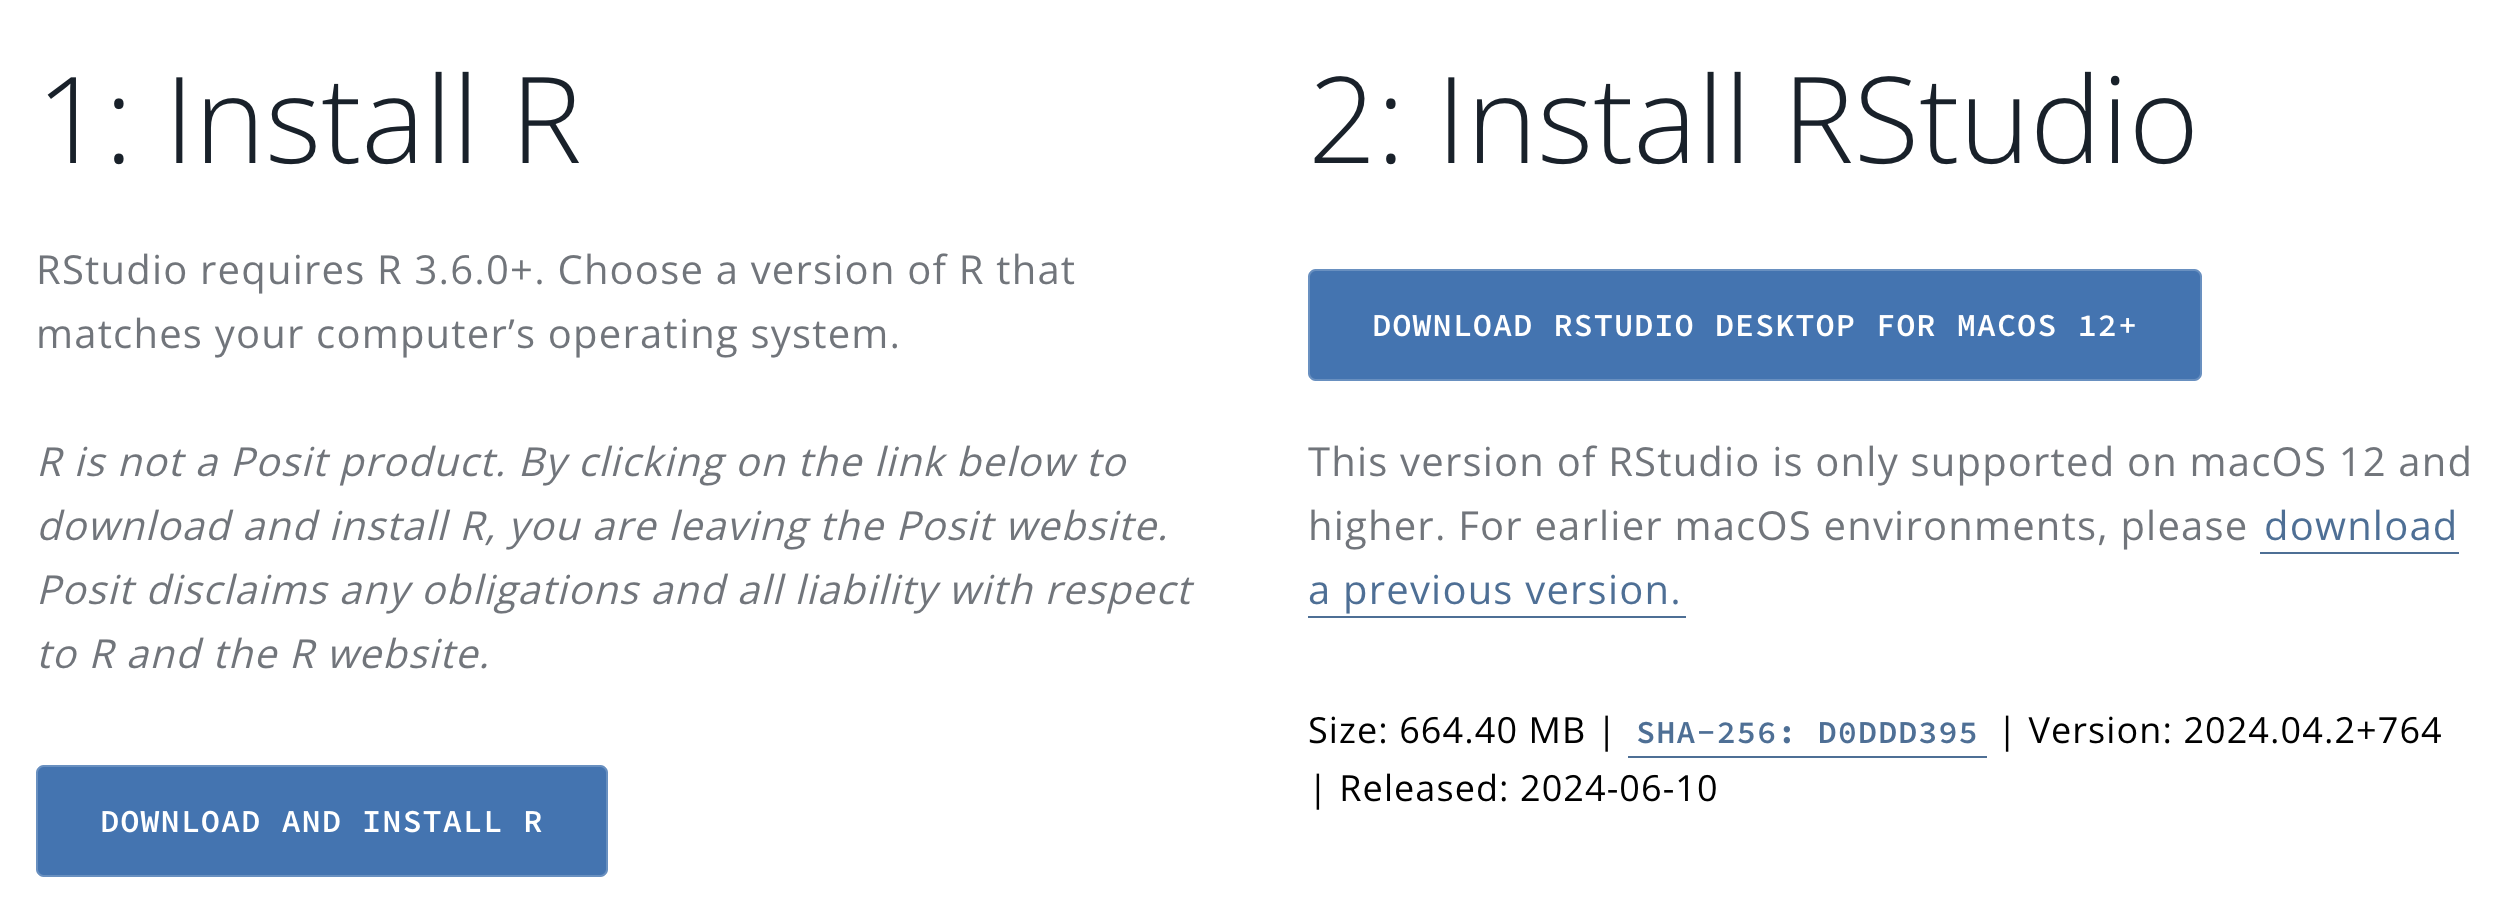 1: Install R
RStudio requires R 3.6.0+. Choose a version of R that
matches your computer’s operating system.
R is not a Posit product. By clicking on the link below to
download and install R, you are leaving the Posit website.
Posit disclaims any obligations and all liability with respect
to R and the R website.
DOWNLOAD AND INSTALL R
2: Install RStudio
DOWNLOAD RSTUDIO DESKTOP FOR MACOS 12+
This version of RStudio is only supported on macOS 12 and
higher. For earlier macOS environments, please download
a previous version.
Size: 664.40 MB | SHA-256: D0DDD395 | Version: 2024.04.2+764
| Released: 2024-06-10